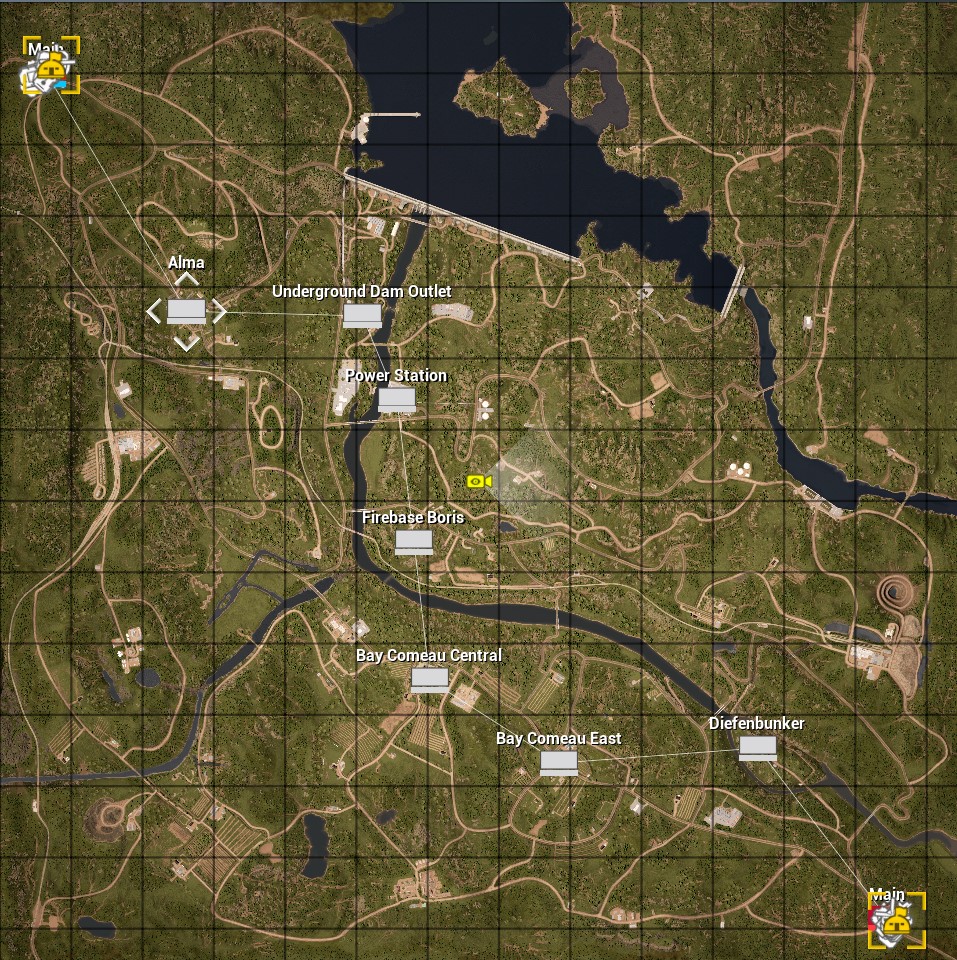 Main
Alma
Underground Dam Outlet
Power Station
Firebase Boris
Bay Comeau Central
Diefenbunker
Bay Comeau East
Main